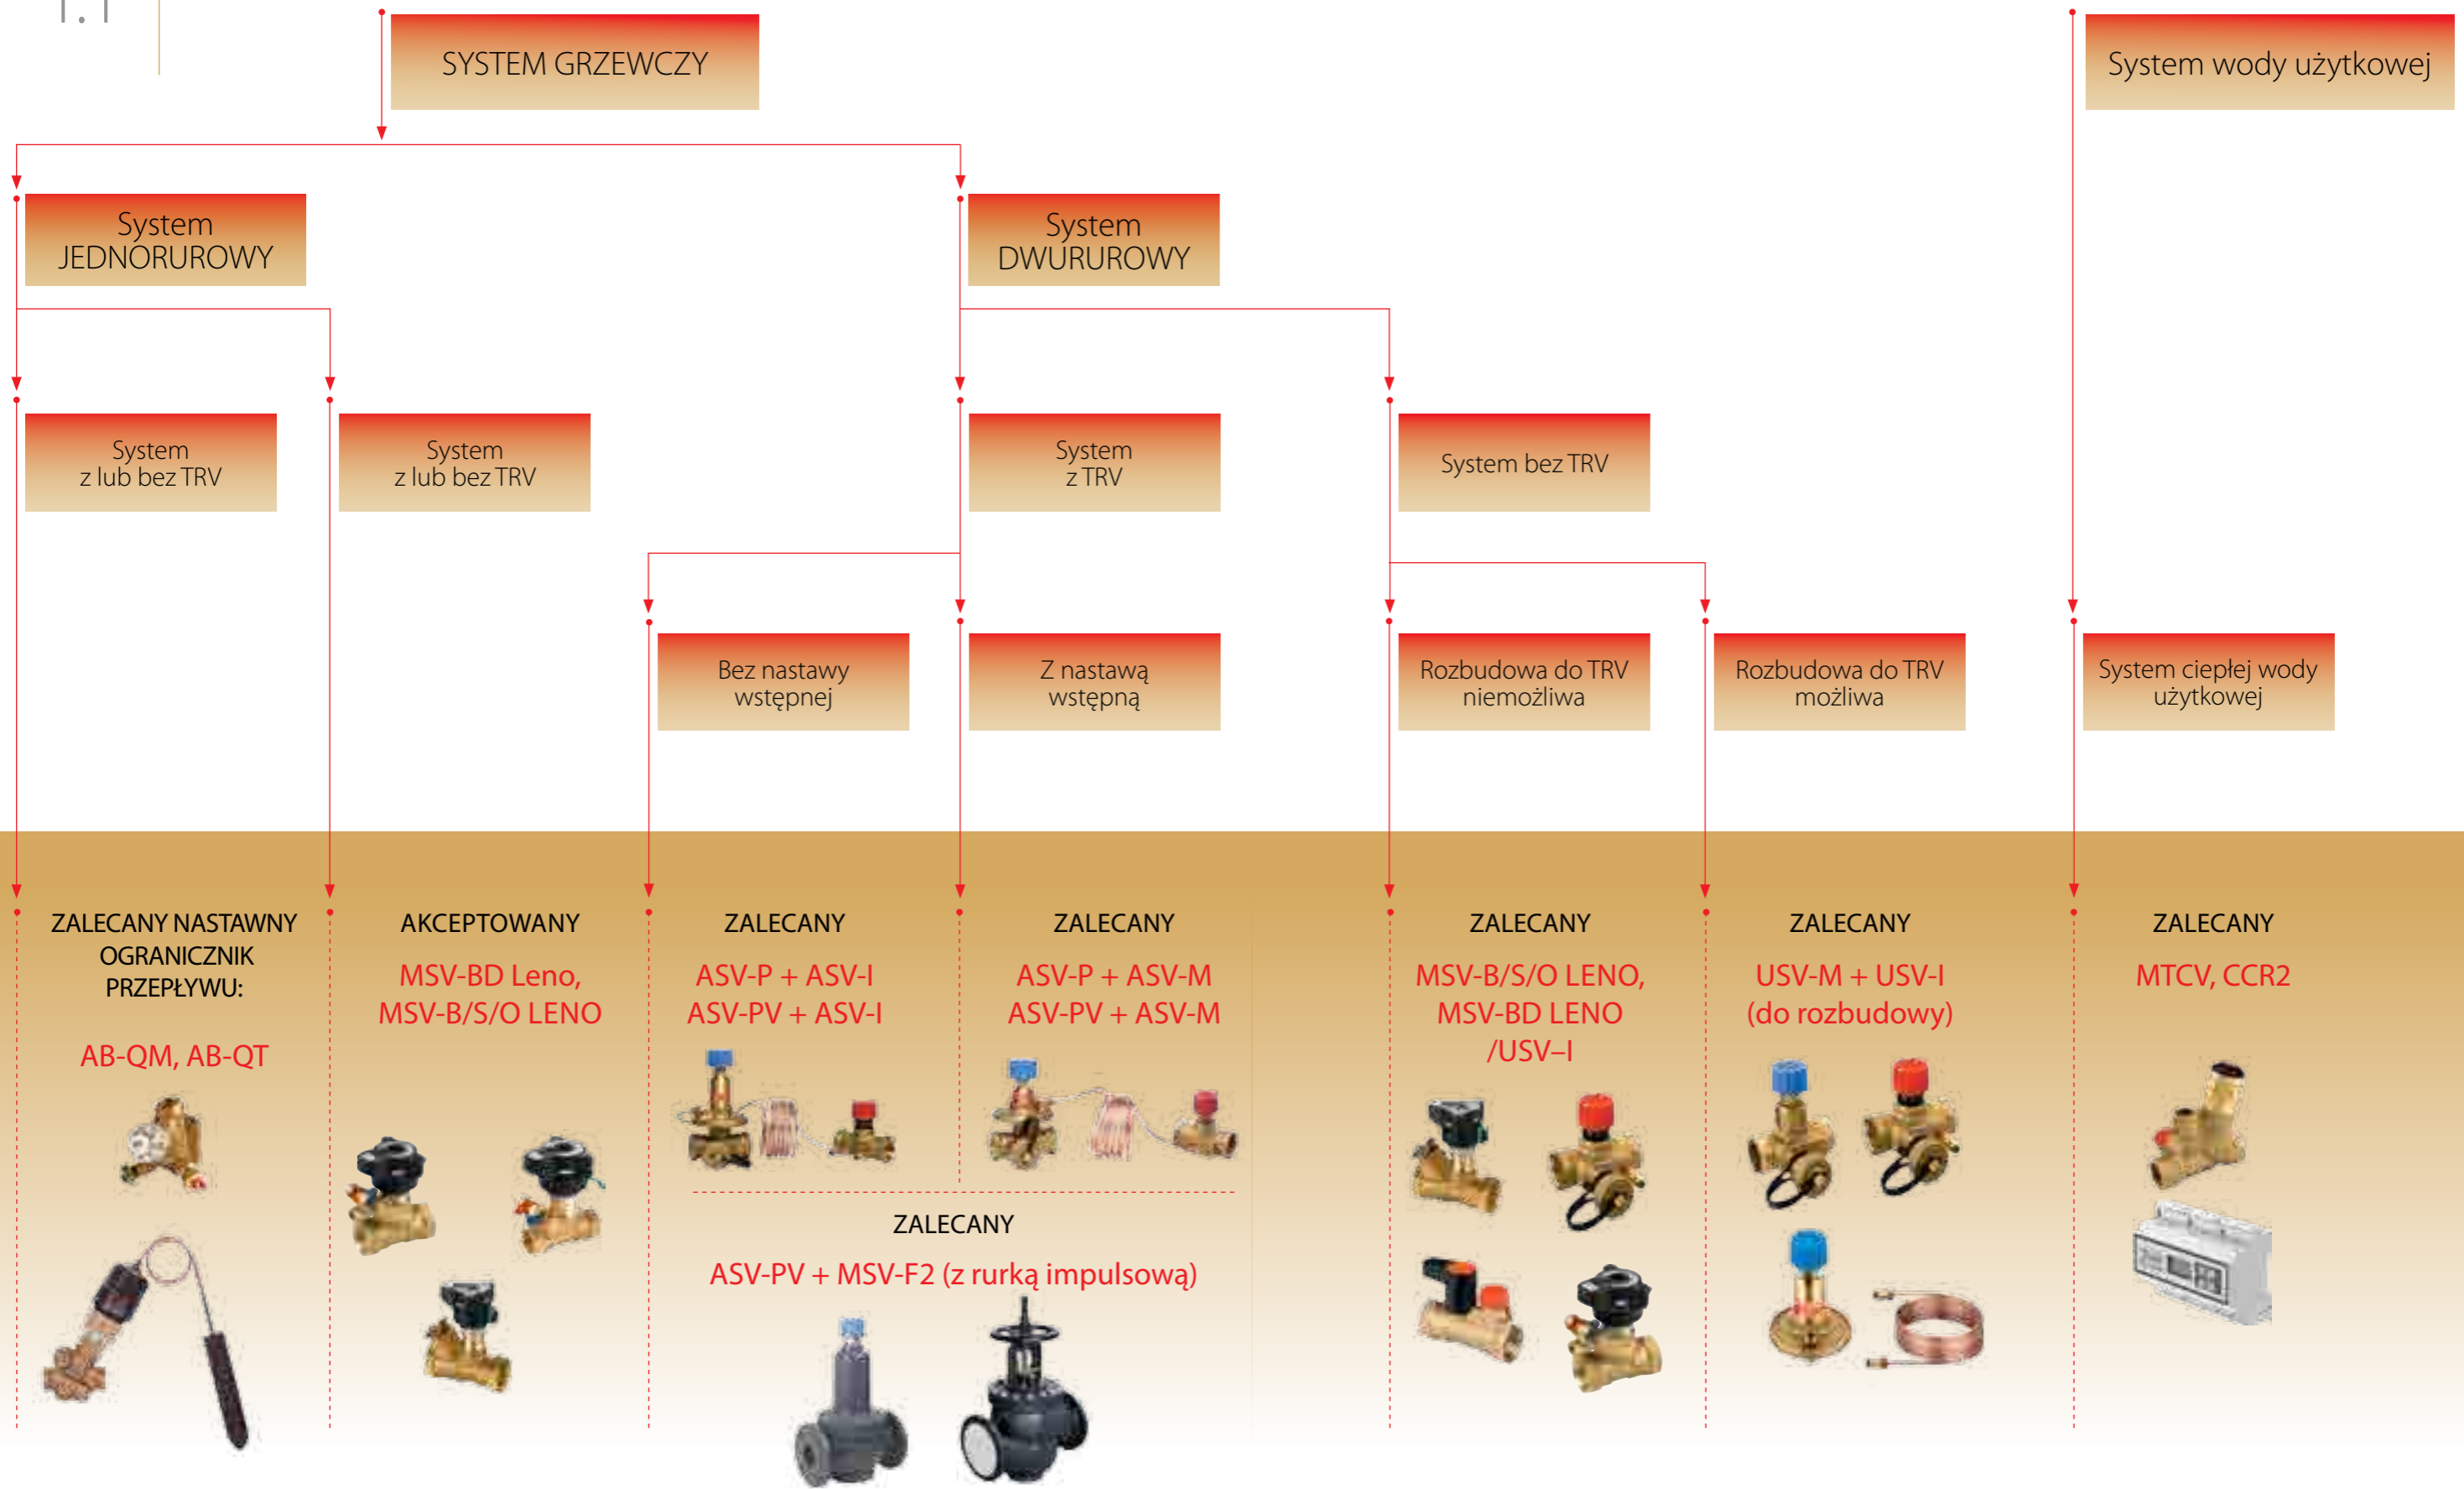 1.1
SYSTEM GRZEWCZY
System wody użytkowej
System
JEDNORUROWY
System
DWURUROWY
System
z lub bez TRV
System
z lub bez TRV
System
z TRV
System bez TRV
Bez nastawy
wstępnej
Z nastawą
wstępną
Rozbudowa do TRV
niemożliwa
Rozbudowa do TRV
możliwa
System ciepłej wody
użytkowej
ZALECANY NASTAWNY
OGRANICZNIK
PRZEPŁYWU:
AB-QM, AB-QT
AKCEPTOWANY
MSV-BD Leno,
MSV-B/S/O LENO
ZALECANY
ASV-P + ASV-I
ASV-PV + ASV-I
ZALECANY
ASV-P + ASV-M
ASV-PV + ASV-M
ZALECANY
ASV-PV + MSV-F2 (z rurką impulsową)
ZALECANY
MSV-B/S/O LENO,
MSV-BD LENO
/USV–I
ZALECANY
USV-M + USV-I
(do rozbudowy)
ZALECANY
MTCV, CCR2